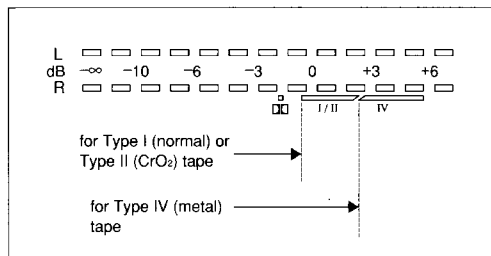 L
dB −∞ −10 −6 −3 0 +3 +6
R
I / II IV
for Type I (normal) or
Type II (CrO₂) tape
for Type IV (metal)
tape